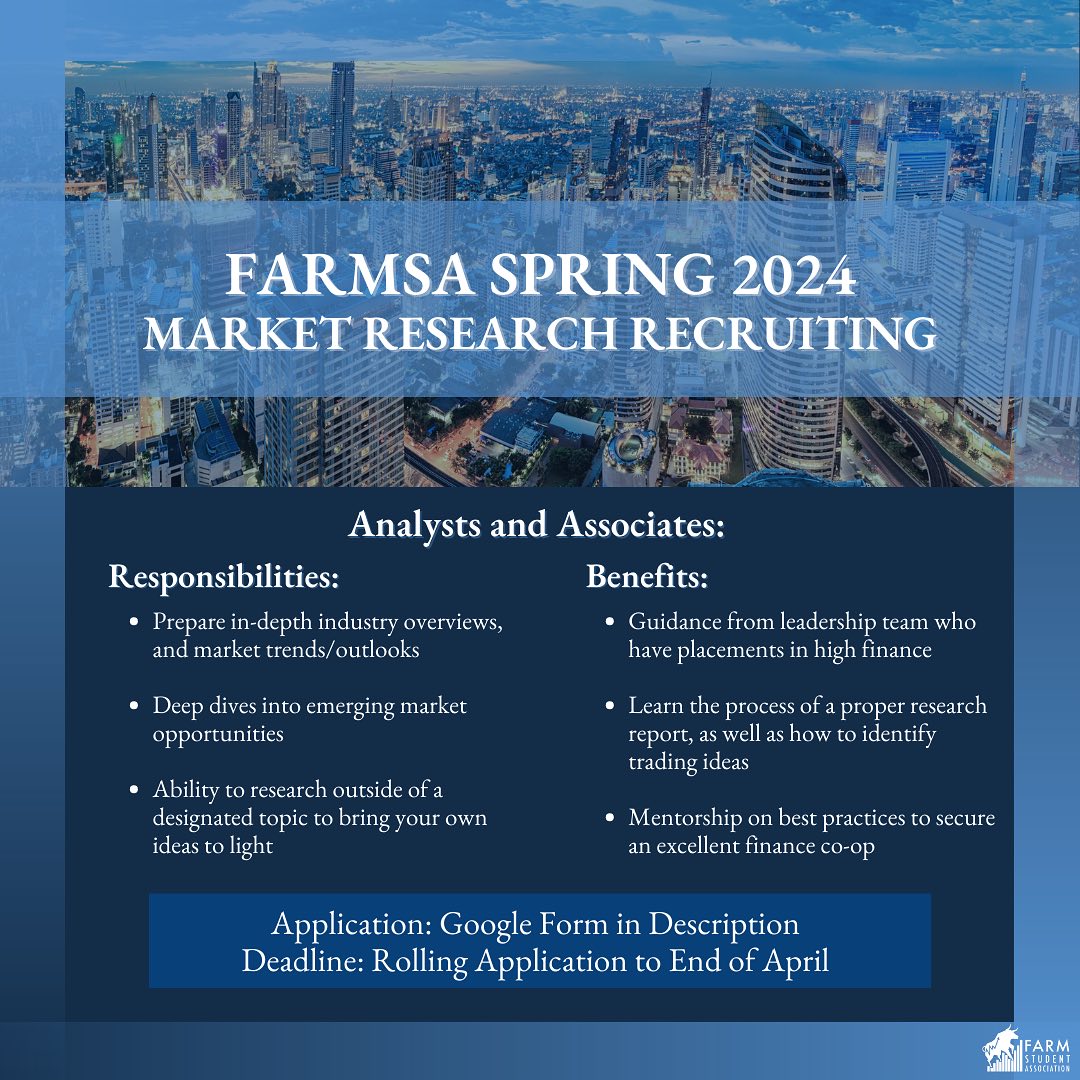 FARMSA SPRING 2024
MARKET RESEARCH RECRUITING
Analysts and Associates:
Responsibilities:
• Prepare in-depth industry overviews,
and market trends/outlooks
• Deep dives into emerging market
opportunities
• Ability to research outside of a
designated topic to bring your own
ideas to light
Benefits:
• Guidance from leadership team who
have placements in high finance
• Learn the process of a proper research
report, as well as how to identify
trading ideas
• Mentorship on best practices to secure
an excellent finance co-op
Application: Google Form in Description
Deadline: Rolling Application to End of April
FARM
STUDENT
ASSOCIATION